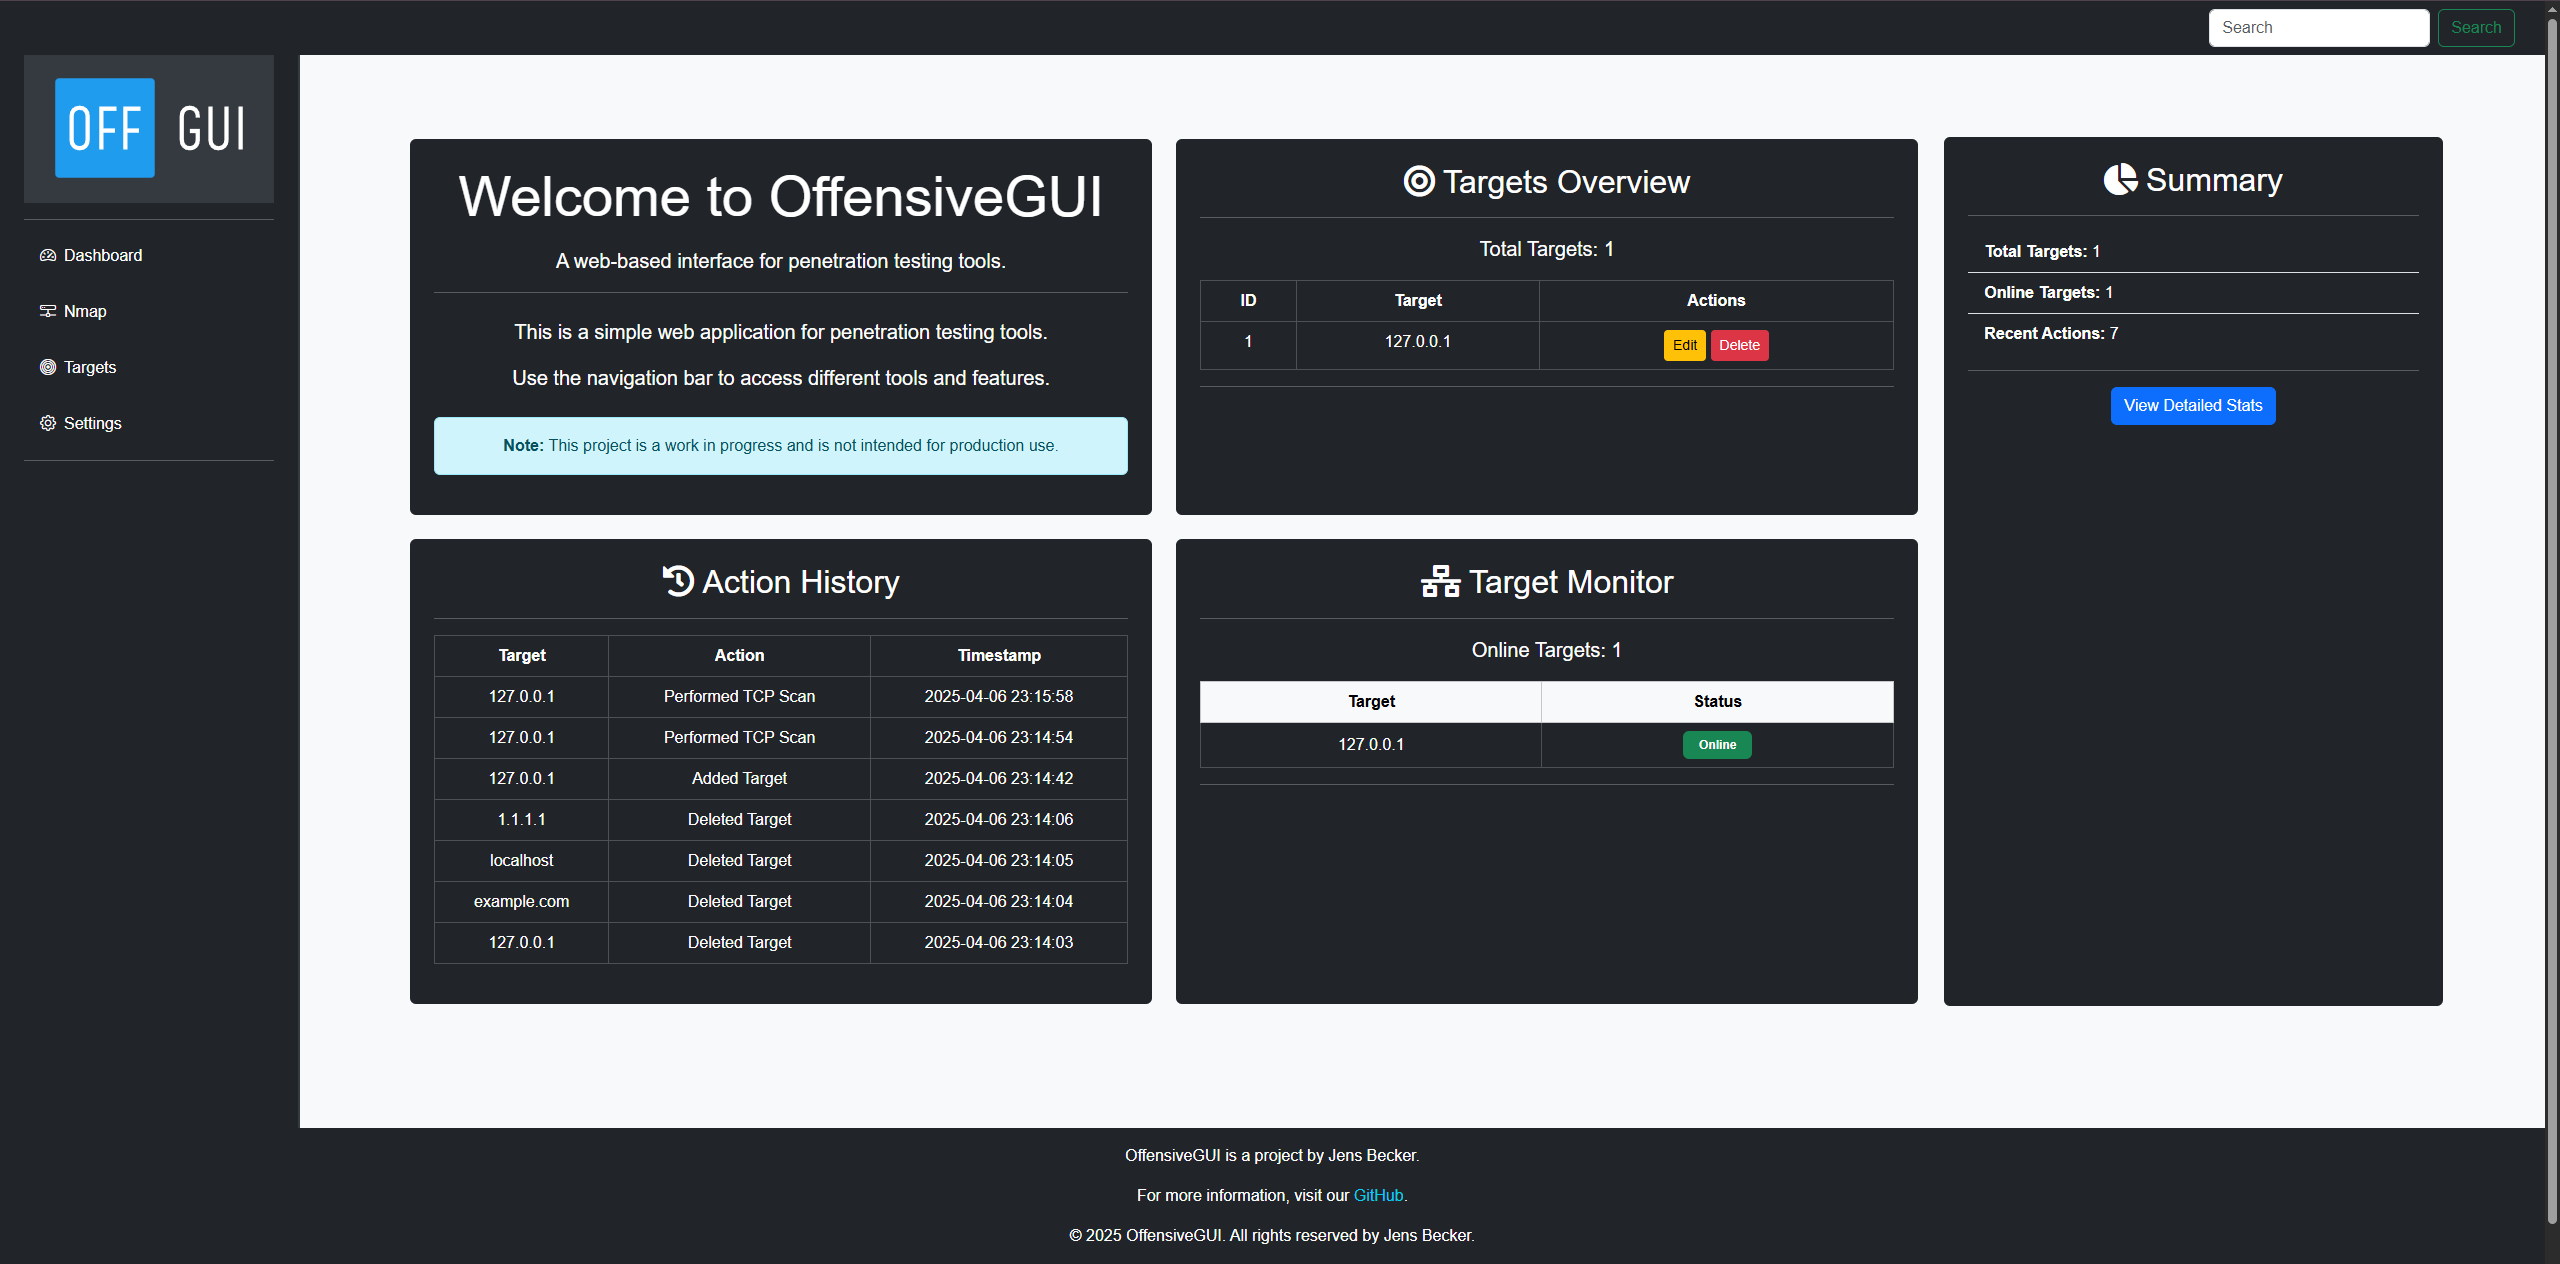 Search Search
OFF GUI
Dashboard
Nmap
Targets
Settings
Welcome to OffensiveGUI
A web-based interface for penetration testing tools.
This is a simple web application for penetration testing tools.
Use the navigation bar to access different tools and features.
Note: This project is a work in progress and is not intended for production use.
Targets Overview
Total Targets: 1
ID Target Actions
1 127.0.0.1 Edit Delete
Summary
Total Targets: 1
Online Targets: 1
Recent Actions: 7
View Detailed Stats
Action History
Target Action Timestamp
127.0.0.1 Performed TCP Scan 2025-04-06 23:15:58
127.0.0.1 Performed TCP Scan 2025-04-06 23:14:54
127.0.0.1 Added Target 2025-04-06 23:14:42
1.1.1.1 Deleted Target 2025-04-06 23:14:06
localhost Deleted Target 2025-04-06 23:14:05
example.com Deleted Target 2025-04-06 23:14:04
127.0.0.1 Deleted Target 2025-04-06 23:14:03
Target Monitor
Online Targets: 1
Target Status
127.0.0.1 Online
OffensiveGUI is a project by Jens Becker.
For more information, visit our GitHub.
© 2025 OffensiveGUI. All rights reserved by Jens Becker.